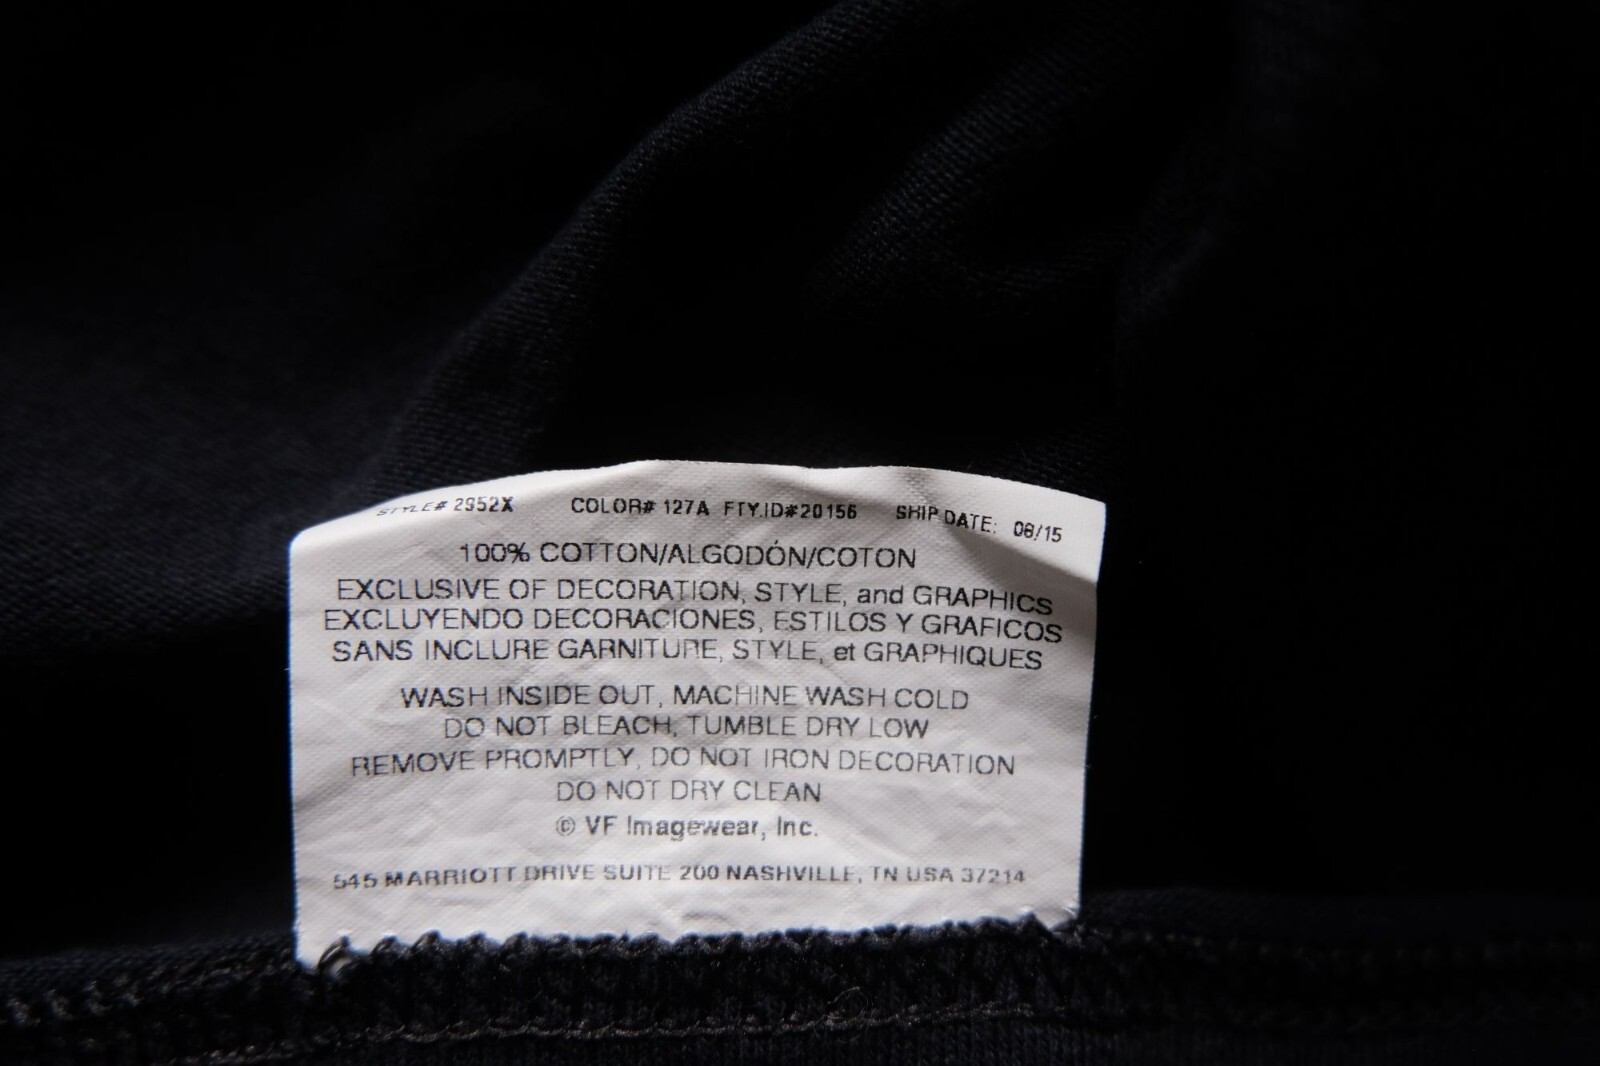 STYLE# 2952X COLOR# 127A FTY.ID#20156 SHIP DATE: 06/15
100% COTTON/ALGODÓN/COTON
EXCLUSIVE OF DECORATION, STYLE, and GRAPHICS
EXCLUYENDO DECORACIONES, ESTILOS Y GRAFICOS
SANS INCLURE GARNITURE, STYLE, et GRAPHIQUES
WASH INSIDE OUT, MACHINE WASH COLD
DO NOT BLEACH, TUMBLE DRY LOW
REMOVE PROMPTLY, DO NOT IRON DECORATION
DO NOT DRY CLEAN
© VF Imagewear, Inc.
545 MARRIOTT DRIVE SUITE 200 NASHVILLE, TN USA 37214